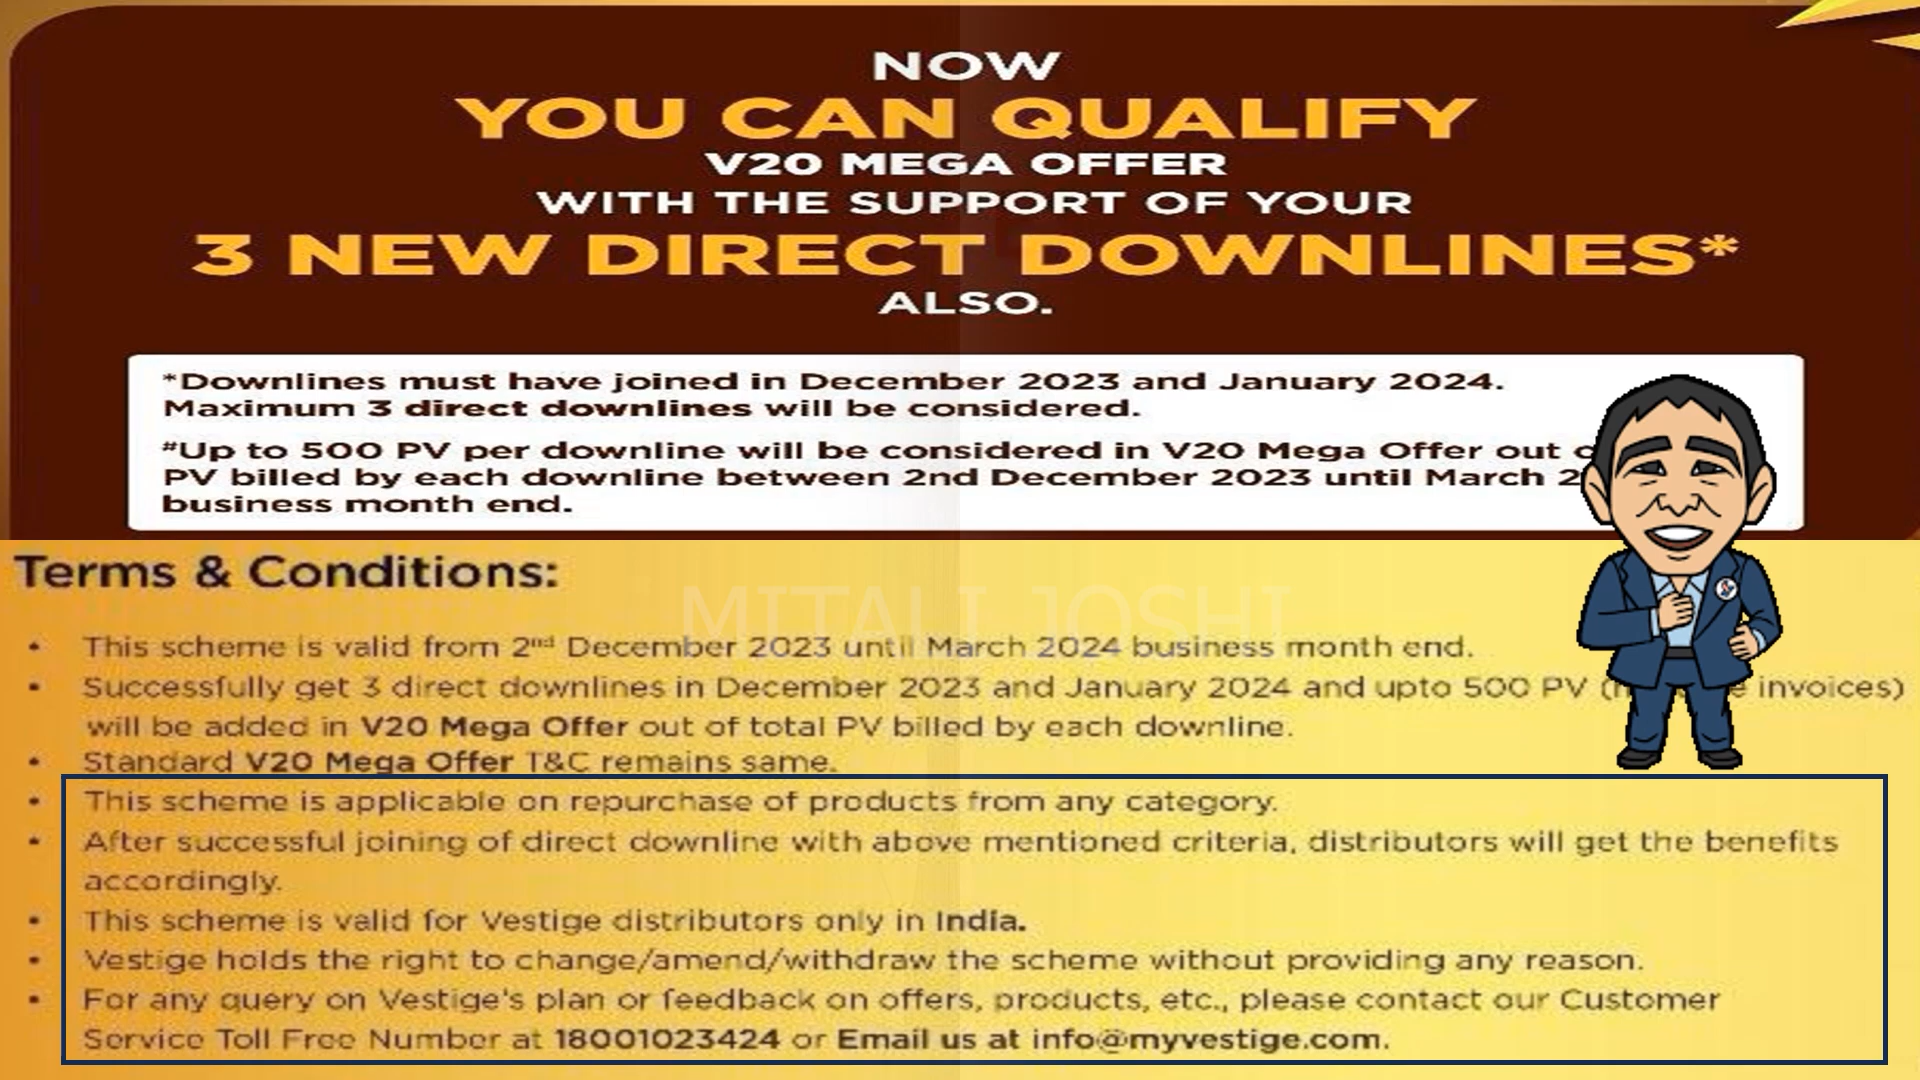 NOW
YOU CAN QUALIFY
V20 MEGA OFFER
WITH THE SUPPORT OF YOUR
3 NEW DIRECT DOWNLINES*
ALSO.
*Downlines must have joined in December 2023 and January 2024.
Maximum 3 direct downlines will be considered.
#Up to 500 PV per downline will be considered in V20 Mega Offer out
PV billed by each downline between 2nd December 2023 until March
business month end.
Terms & Conditions:
MITALI JOSHI
• This scheme is valid from 2nd December 2023 until March 2024 business month end.
• Successfully get 3 direct downlines in December 2023 and January 2024 and upto 500 PV ( invoices)
will be added in V20 Mega Offer out of total PV billed by each downline.
• Standard V20 Mega Offer T&C remains same.
• This scheme is applicable on repurchase of products from any category.
• After successful joining of direct downline with above mentioned criteria, distributors will get the benefits
accordingly.
• This scheme is valid for Vestige distributors only in India.
• Vestige holds the right to change/amend/withdraw the scheme without providing any reason.
• For any query on Vestige's plan or feedback on offers, products, etc., please contact our Customer
Service Toll Free Number at 18001023424 or Email us at info@myvestige.com.